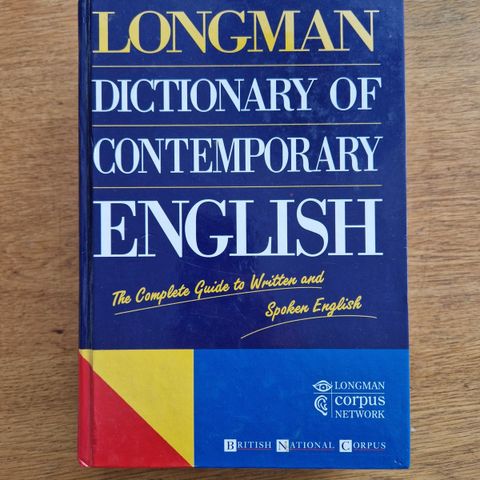 LONGMAN
DICTIONARY OF
CONTEMPORARY
ENGLISH
The Complete Guide to Written and
Spoken English
LONGMAN
corpus
NETWORK
BRITISH NATIONAL CORPUS